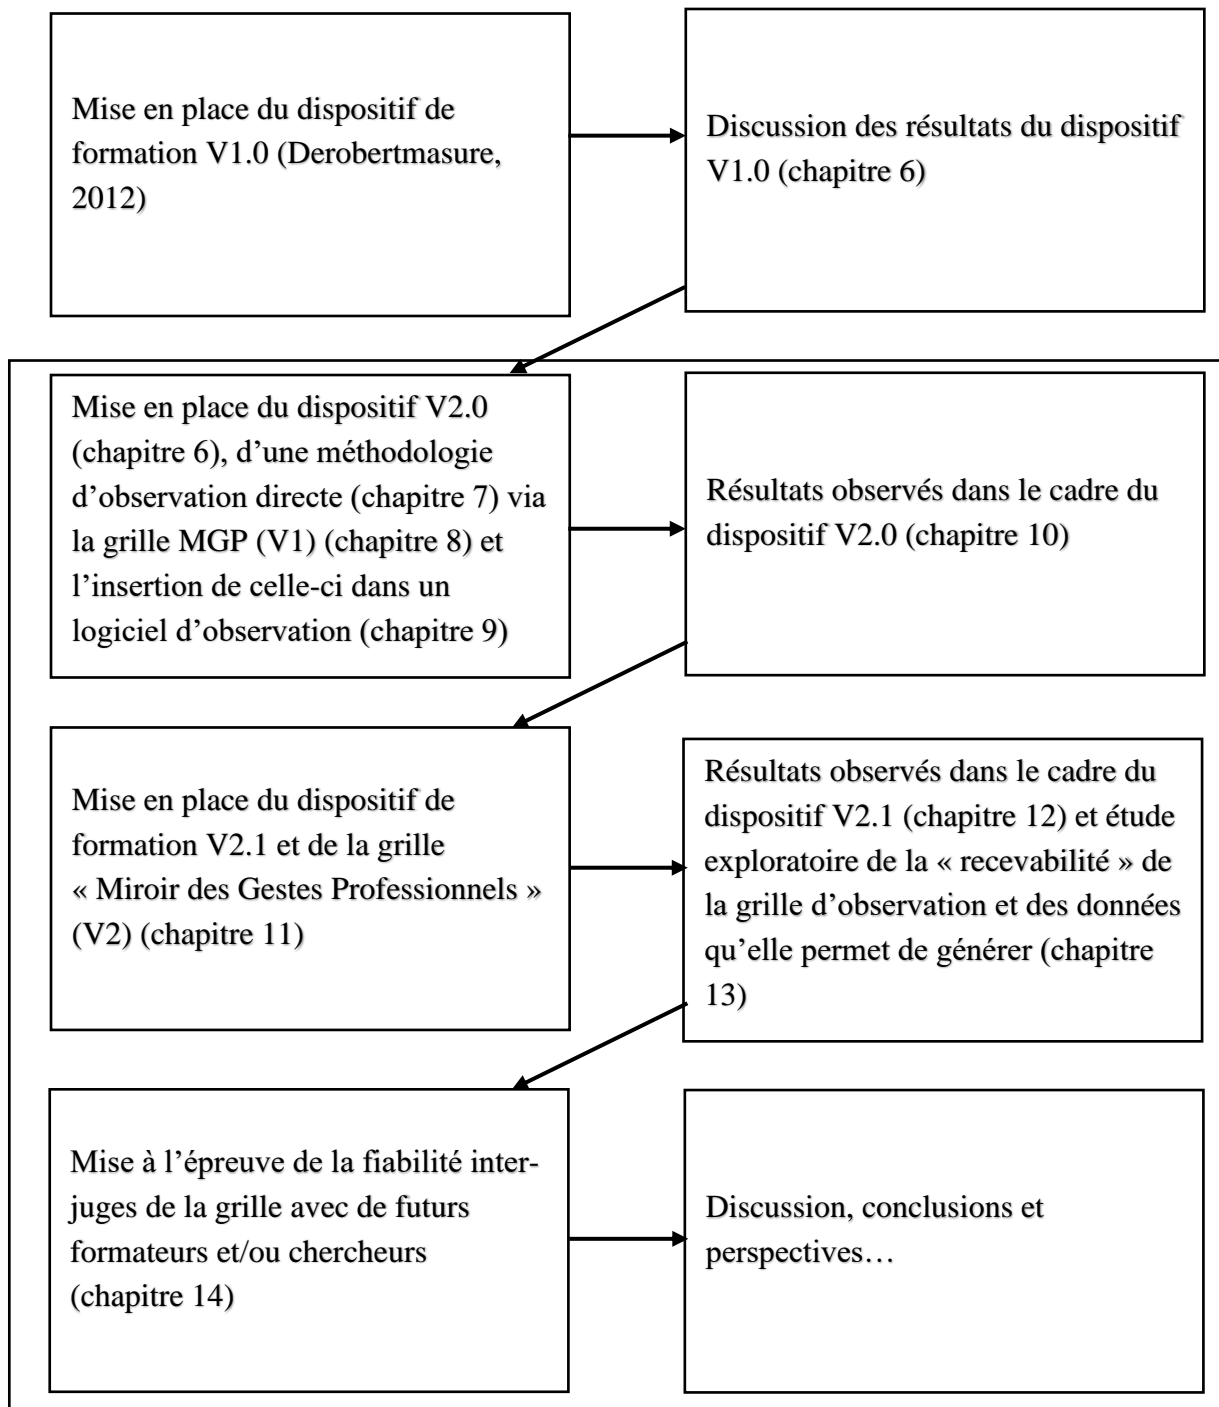 Mise en place du dispositif de
formation V1.0 (Derobertmasure,
2012)
Discussion des résultats du dispositif
V1.0 (chapitre 6)
Mise en place du dispositif V2.0
(chapitre 6), d’une méthodologie
d’observation directe (chapitre 7) via
la grille MGP (V1) (chapitre 8) et
l’insertion de celle-ci dans un
logiciel d’observation (chapitre 9)
Résultats observés dans le cadre du
dispositif V2.0 (chapitre 10)
Mise en place du dispositif de
formation V2.1 et de la grille
« Miroir des Gestes Professionnels »
(V2) (chapitre 11)
Résultats observés dans le cadre du
dispositif V2.1 (chapitre 12) et étude
exploratoire de la « recevabilité » de
la grille d’observation et des données
qu’elle permet de générer (chapitre
13)
Mise à l’épreuve de la fiabilité inter-
juges de la grille avec de futurs
formateurs et/ou chercheurs
(chapitre 14)
Discussion, conclusions et
perspectives…